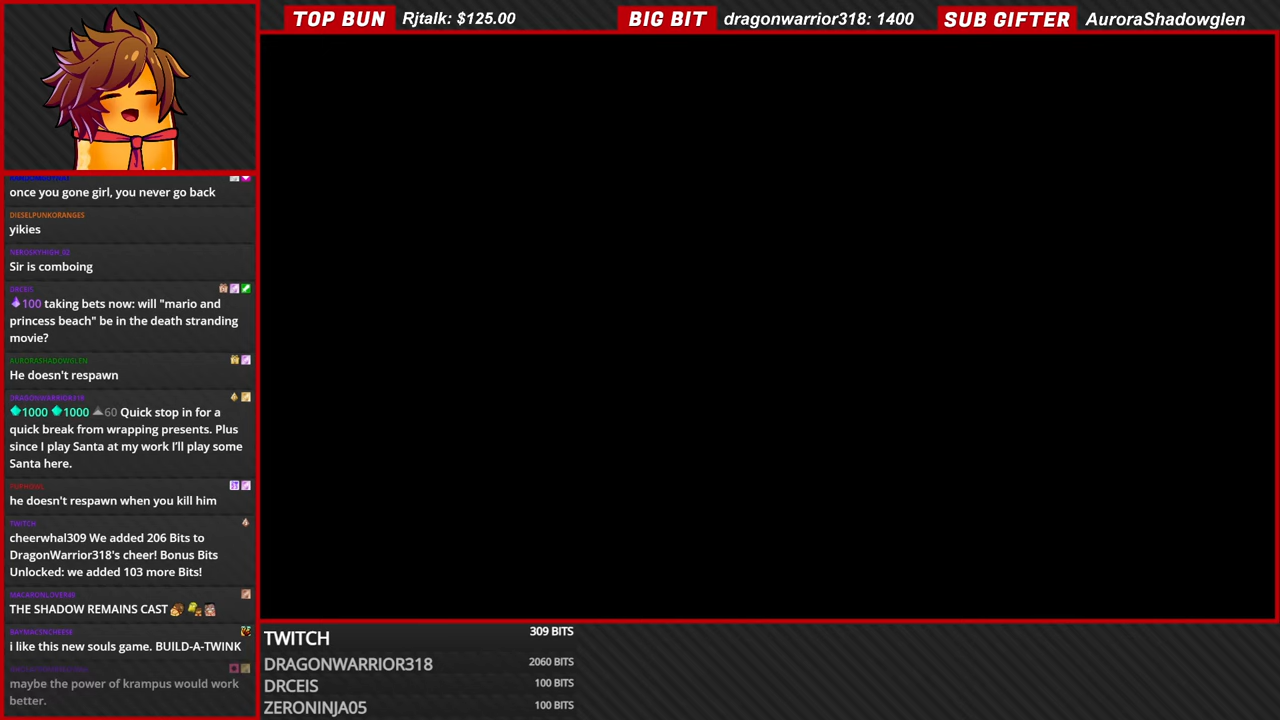 TOP BUN Rjtalk: $125.00 BIG BIT dragonwarrior318: 1400 SUB GIFTER AuroraShadowglen
once you gone girl, you never go back
DIESELPUNKORANGES
yikies
NEROSKYHIGH_02
Sir is comboing
DRCEIS
100 taking bets now: will "mario and
princess beach" be in the death stranding
movie?
AURORASHADOWGLEN
He doesn't respawn
DRAGONWARRIOR318
1000 1000 60 Quick stop in for a
quick break from wrapping presents. Plus
since I play Santa at my work I'll play some
Santa here.
PUPHOWL
he doesn't respawn when you kill him
TWITCH
cheerwhal309 We added 206 Bits to
DragonWarrior318's cheer! Bonus Bits
Unlocked: we added 103 more Bits!
MACARONLOVER46
THE SHADOW REMAINS CAST
BAYMACSNCHEESE
i like this new souls game. BUILD-A-TWINK
maybe the power of krampus would work
better.
TWITCH 309 BITS
DRAGONWARRIOR318 2060 BITS
DRCEIS 100 BITS
ZERONINJA05 100 BITS